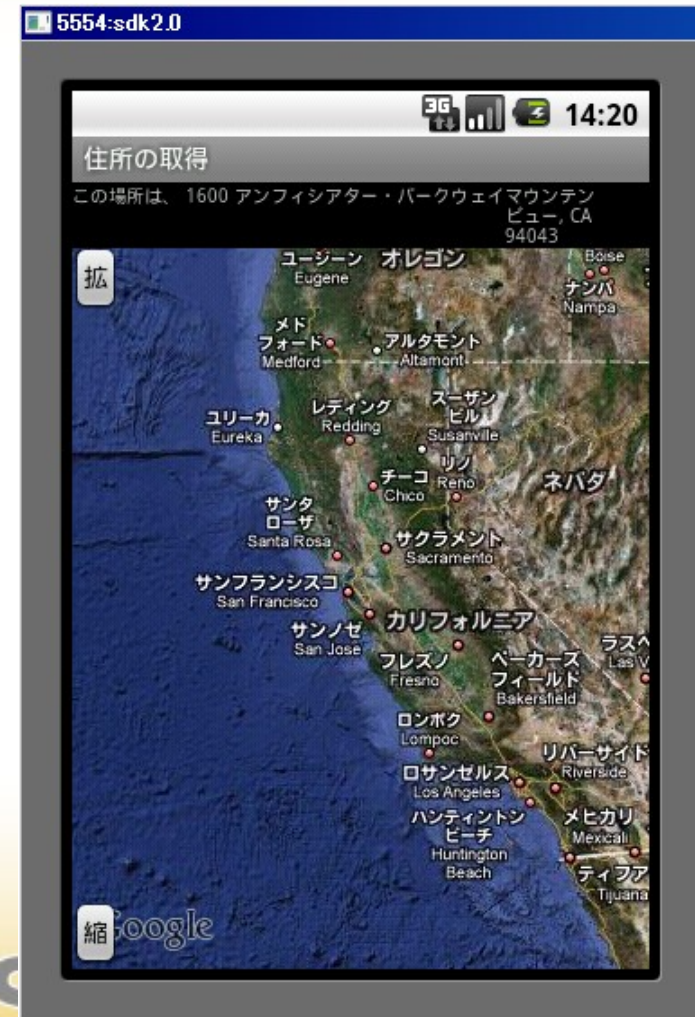 5554:sdk2.0
3G
14:20
住所の取得
この場所は、 1600 アンフィシアター・パークウェイマウンテン
ビュー, CA
94043
拡
ユージーン
Eugene
オレゴン
Boise
ナンパ
Nampa
メド
フォード
Medford
アルタモント
Altamont
ユリーカ
Eureka
レディング
Redding
スーザン
ビル
Susanville
チーコ
Chico
リノ
Reno
ネバダ
サンタ
ローザ
Santa Rosa
サクラメント
Sacramento
サンフランシスコ
San Francisco
カリフォルニア
サンノゼ
San Jose
フレズノ
Fresno
ベーカーズ
フィールド
Bakersfield
ラスベ
Las V
ロンポク
Lompoc
リバーサイド
Riverside
ロサンゼルス
Los Angeles
ハンティントン
ビーチ
Huntington
Beach
メヒカリ
Mexicali
ティフア
Tijuana
縮
Google